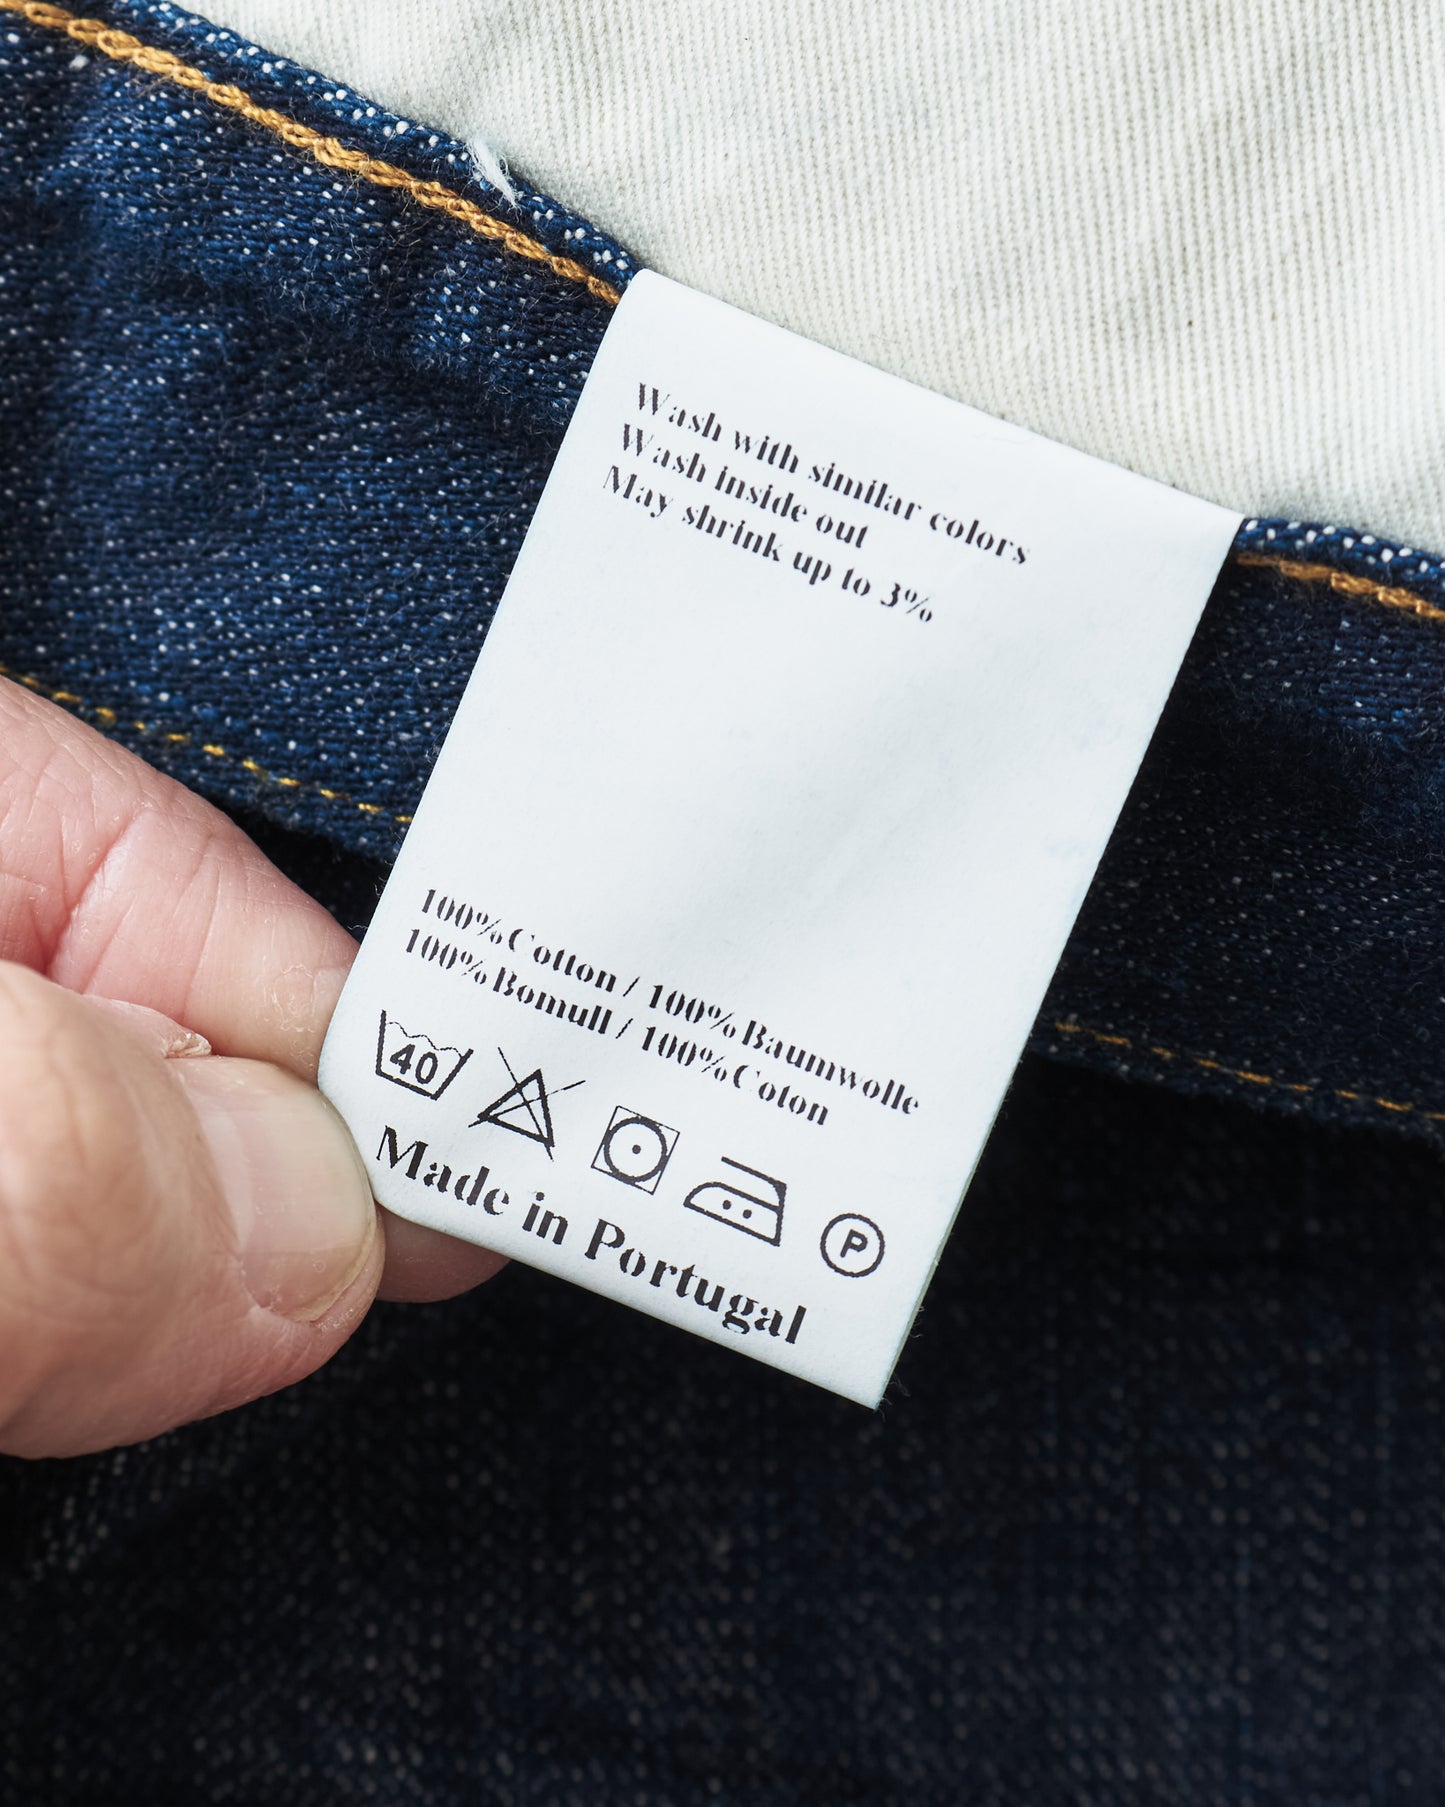 Wash with similar colors
Wash inside out
May shrink up to 3%
100% Cotton / 100% Baumwolle
100% Bomull / 100% Coton
40
P
Made in Portugal